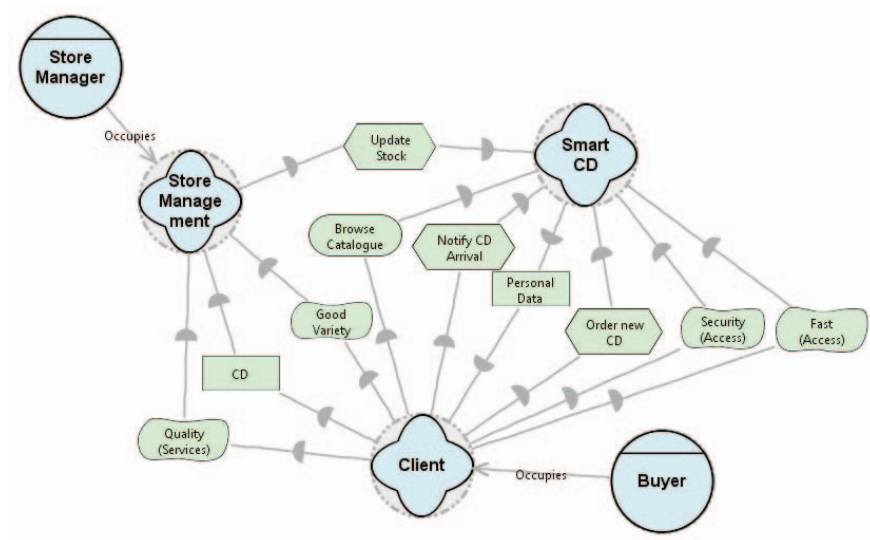 Store
Manager
Occupies
Update
Stock
Smart
CD
Store
Manage
ment
Browse
Catalogue
Notify CD
Arrival
Personal
Data
Good
Variety
Order new
CD
Security
(Access)
Fast
(Access)
CD
Quality
(Services)
Client
Occupies
Buyer